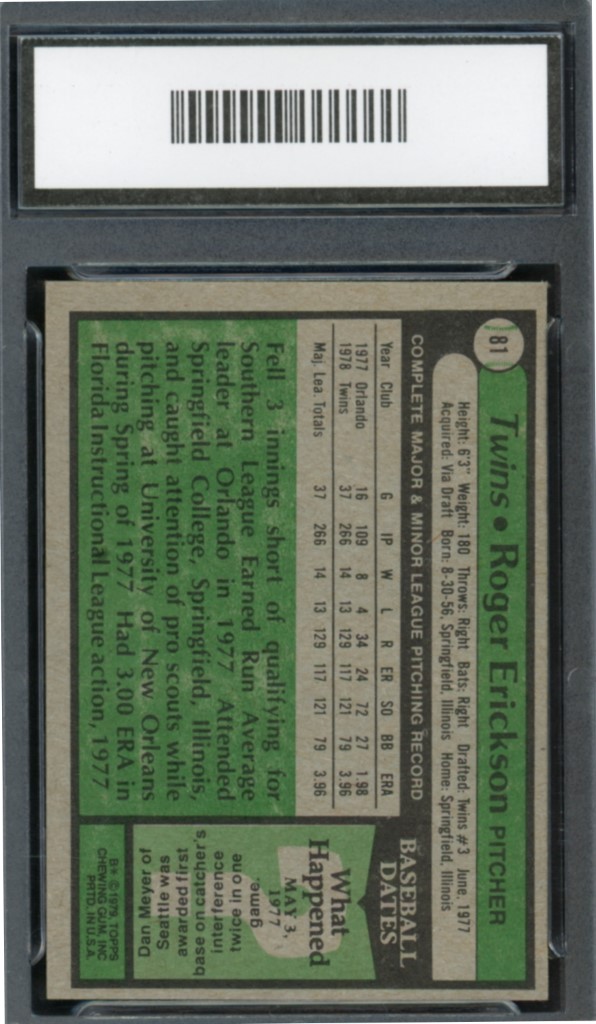 81
Twins • Roger Erickson PITCHER
Height: 6'3" Weight: 180 Throws: Right Bats: Right Drafted: Twins #3 June, 1977
Acquired: Via Draft Born: 8-30-56, Springfield, Illinois Home: Springfield, Illinois
COMPLETE MAJOR & MINOR LEAGUE PITCHING RECORD
Year Club G IP W L R ER SO BB ERA
1977 Orlando 16 109 8 4 34 24 72 27 1.98
1978 Twins 37 266 14 13 129 117 121 79 3.96
Maj. Lea. Totals 37 266 14 13 129 117 121 79 3.96
Fell 3 innings short of qualifying for
Southern League Earned Run Average
leader at Orlando in 1977 Attended
Springfield College, Springfield, Illinois,
and caught attention of pro scouts while
pitching at University of New Orleans
during Spring of 1977 Had 3.00 ERA in
Florida Instructional League action, 1977
BASEBALL
DATES
What
Happened
MAY 3,
1977
game.
twice in one
interference
base on catcher's
awarded first
Seattle was
Dan Meyer of
B* © 1979, TOPPS
CHEWING GUM, INC
PRTD. IN U.S.A.